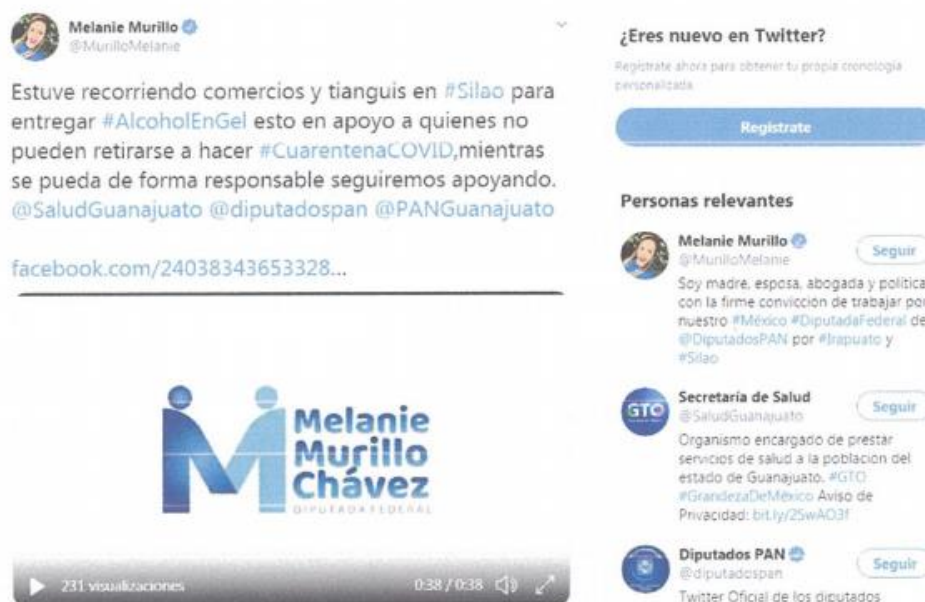 Melanie Murillo
@MurilloMelanie
Estuve recorriendo comercios y tianguis en #Silao para
entregar #AlcoholEnGel esto en apoyo a quienes no
pueden retirarse a hacer #CuarentenaCOVID,mientras
se pueda de forma responsable seguiremos apoyando.
@SaludGuanajuato @diputadospan @PANGuanajuato
facebook.com/24038343653328...
Melanie
Murillo
Chávez
DIPUTADA FEDERAL
231 visualizaciones
0:38 / 0:38
¿Eres nuevo en Twitter?
Regístrate ahora para obtener tu propia cronología
personalizada.
Regístrate
Personas relevantes
Melanie Murillo
@MurilloMelanie
Seguir
Soy madre, esposa, abogada y política
con la firme convicción de trabajar por
nuestro #México #DiputadaFederal de
@DiputadosPAN por #Irapuato y
#Silao
GTO
Secretaría de Salud
@SaludGuanajuato
Seguir
Organismo encargado de prestar
servicios de salud a la población del
estado de Guanajuato. #GTO
#GrandezaDeMéxico Aviso de
Privacidad: bit.ly/2SwAO3f
Diputados PAN
@diputadospan
Seguir
Twitter Oficial de los diputados